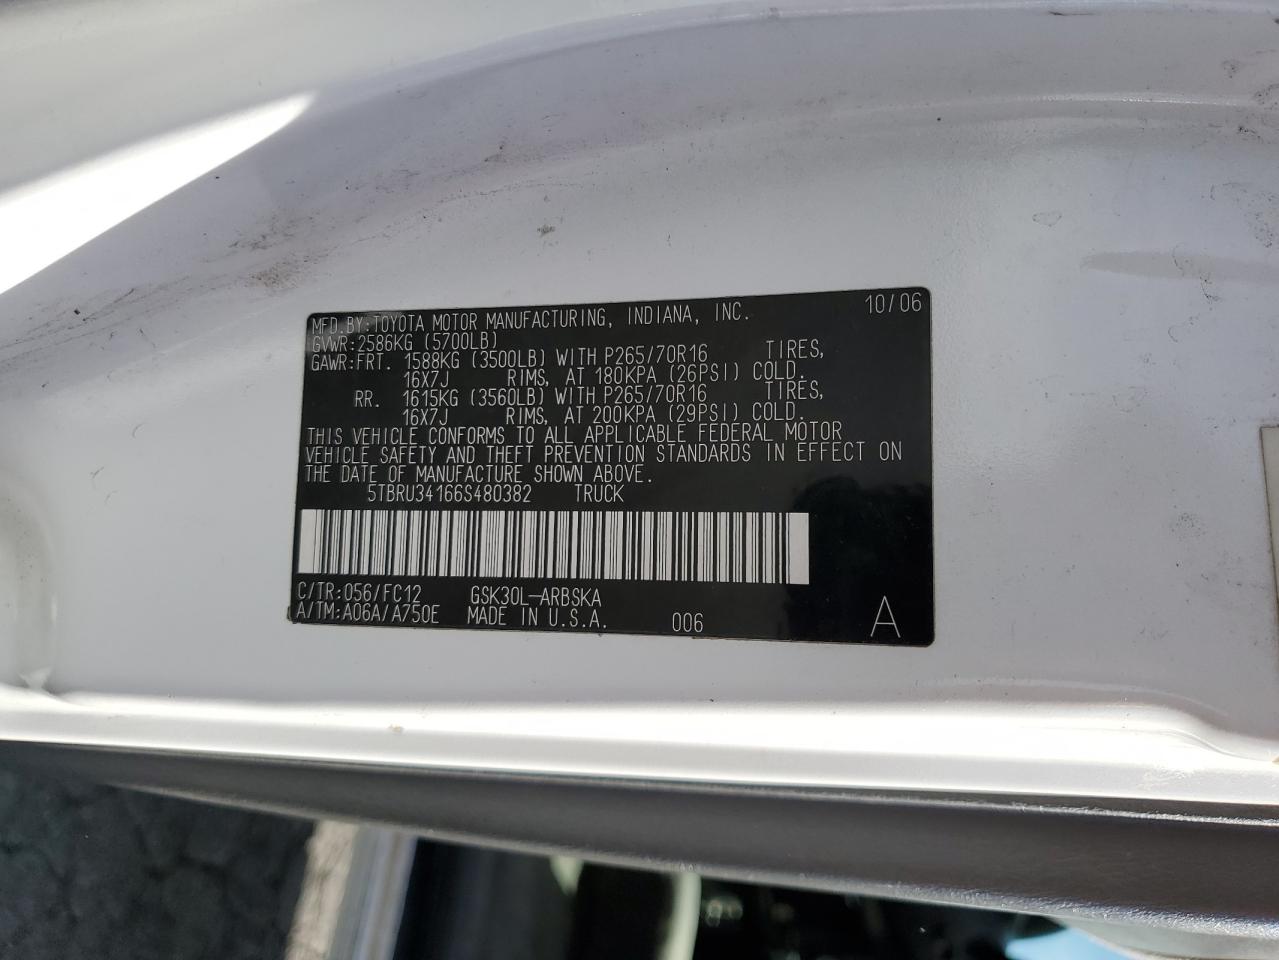 MFD.BY:TOYOTA MOTOR MANUFACTURING, INDIANA, INC. 10/06
GVWR:2586KG (5700LB)
GAWR:FRT. 1588KG (3500LB) WITH P265/70R16 TIRES,
16X7J RIMS, AT 180KPA (26PSI) COLD.
RR. 1615KG (3560LB) WITH P265/70R16 TIRES,
16X7J RIMS, AT 200KPA (29PSI) COLD.
THIS VEHICLE CONFORMS TO ALL APPLICABLE FEDERAL MOTOR
VEHICLE SAFETY AND THEFT PREVENTION STANDARDS IN EFFECT ON
THE DATE OF MANUFACTURE SHOWN ABOVE.
5TBRU34166S480382 TRUCK
C/TR:056/FC12 GSK30L-ARBSKA
A/TM:A06A/A750E MADE IN U.S.A. 006 A